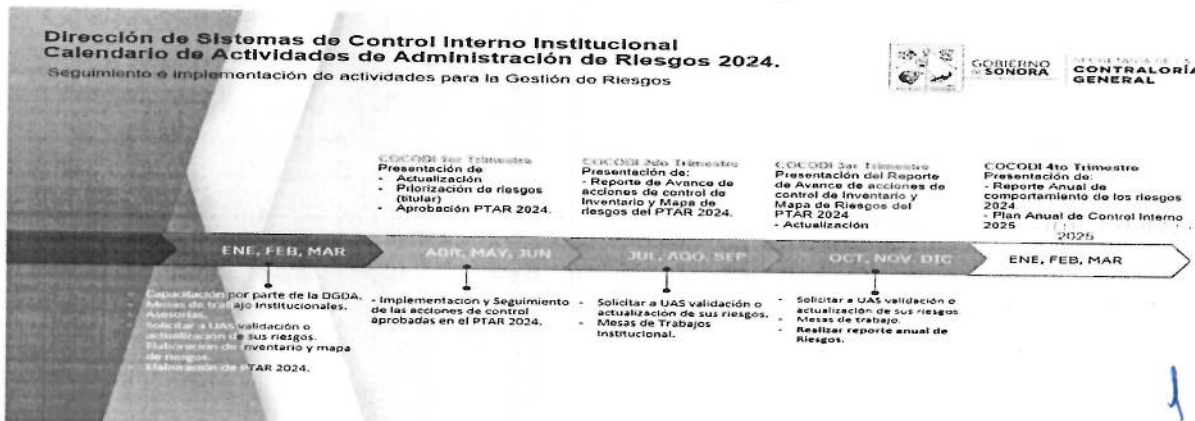 Dirección de Sistemas de Control Interno Institucional
Calendario de Actividades de Administración de Riesgos 2024.
Seguimiento e implementación de actividades para la Gestión de Riesgos
GOBIERNO
DE SONORA
SECRETARÍA DE LA
CONTRALORÍA
GENERAL
COCODI 1er Trimestre
Presentación de
- Actualización
- Priorización de riesgos
(titular)
- Aprobación PTAR 2024.
COCODI 2do Trimestre
Presentación de:
- Reporte de Avance de
acciones de control de
Inventario y Mapa de
riesgos del PTAR 2024.
COCODI 3er Trimestre
Presentación del Reporte
de Avance de acciones de
control de Inventario y
Mapa de Riesgos del
PTAR 2024
- Actualización
COCODI 4to Trimestre
Presentación de:
- Reporte Anual de
comportamiento de los riesgos
2024
- Plan Anual de Control Interno
2025
2025
ENE, FEB, MAR
ABR, MAY, JUN
JUL, AGO, SEP
OCT, NOV, DIC
ENE, FEB, MAR
- Capacitación por parte de la DGDA.
- Mesas de trabajo Institucionales.
- Asesorías.
- Solicitar a UAS validación o
actualización de sus riesgos.
- Elaboración de inventario y mapa
de riesgos.
- Elaboración de PTAR 2024.
- Implementacion y Seguimiento
de las acciones de control
aprobadas en el PTAR 2024.
- Solicitar a UAS validación o
actualización de sus riesgos.
- Mesas de Trabajos
Institucional.
- Solicitar a UAS validación o
actualización de sus riesgos
- Mesas de trabajo.
- Realizar reporte anual de
Riesgos.